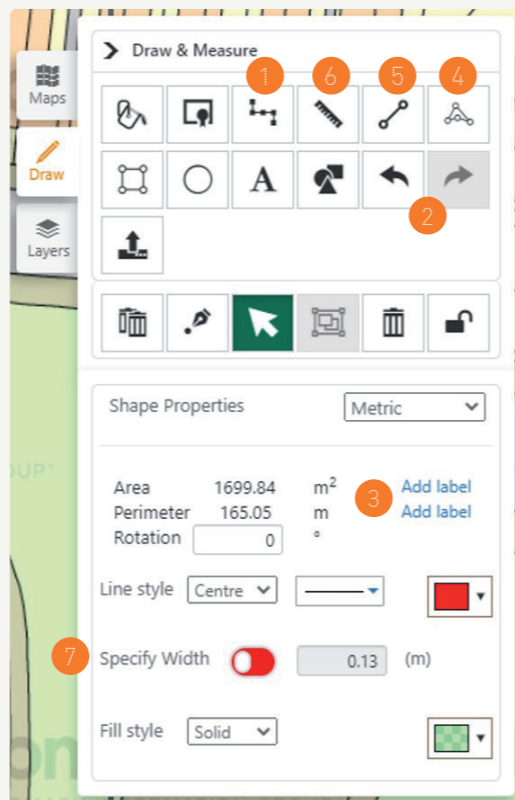 Draw & Measure
1
6
5
4
Maps
A
Draw
2
Layers
Shape Properties
Metric
OUP'
Area 1699.84 m² Add label
3
Perimeter 165.05 m Add label
Rotation 0 °
Line style Centre
7 Specify Width 0.13 (m)
Fill style Solid
on